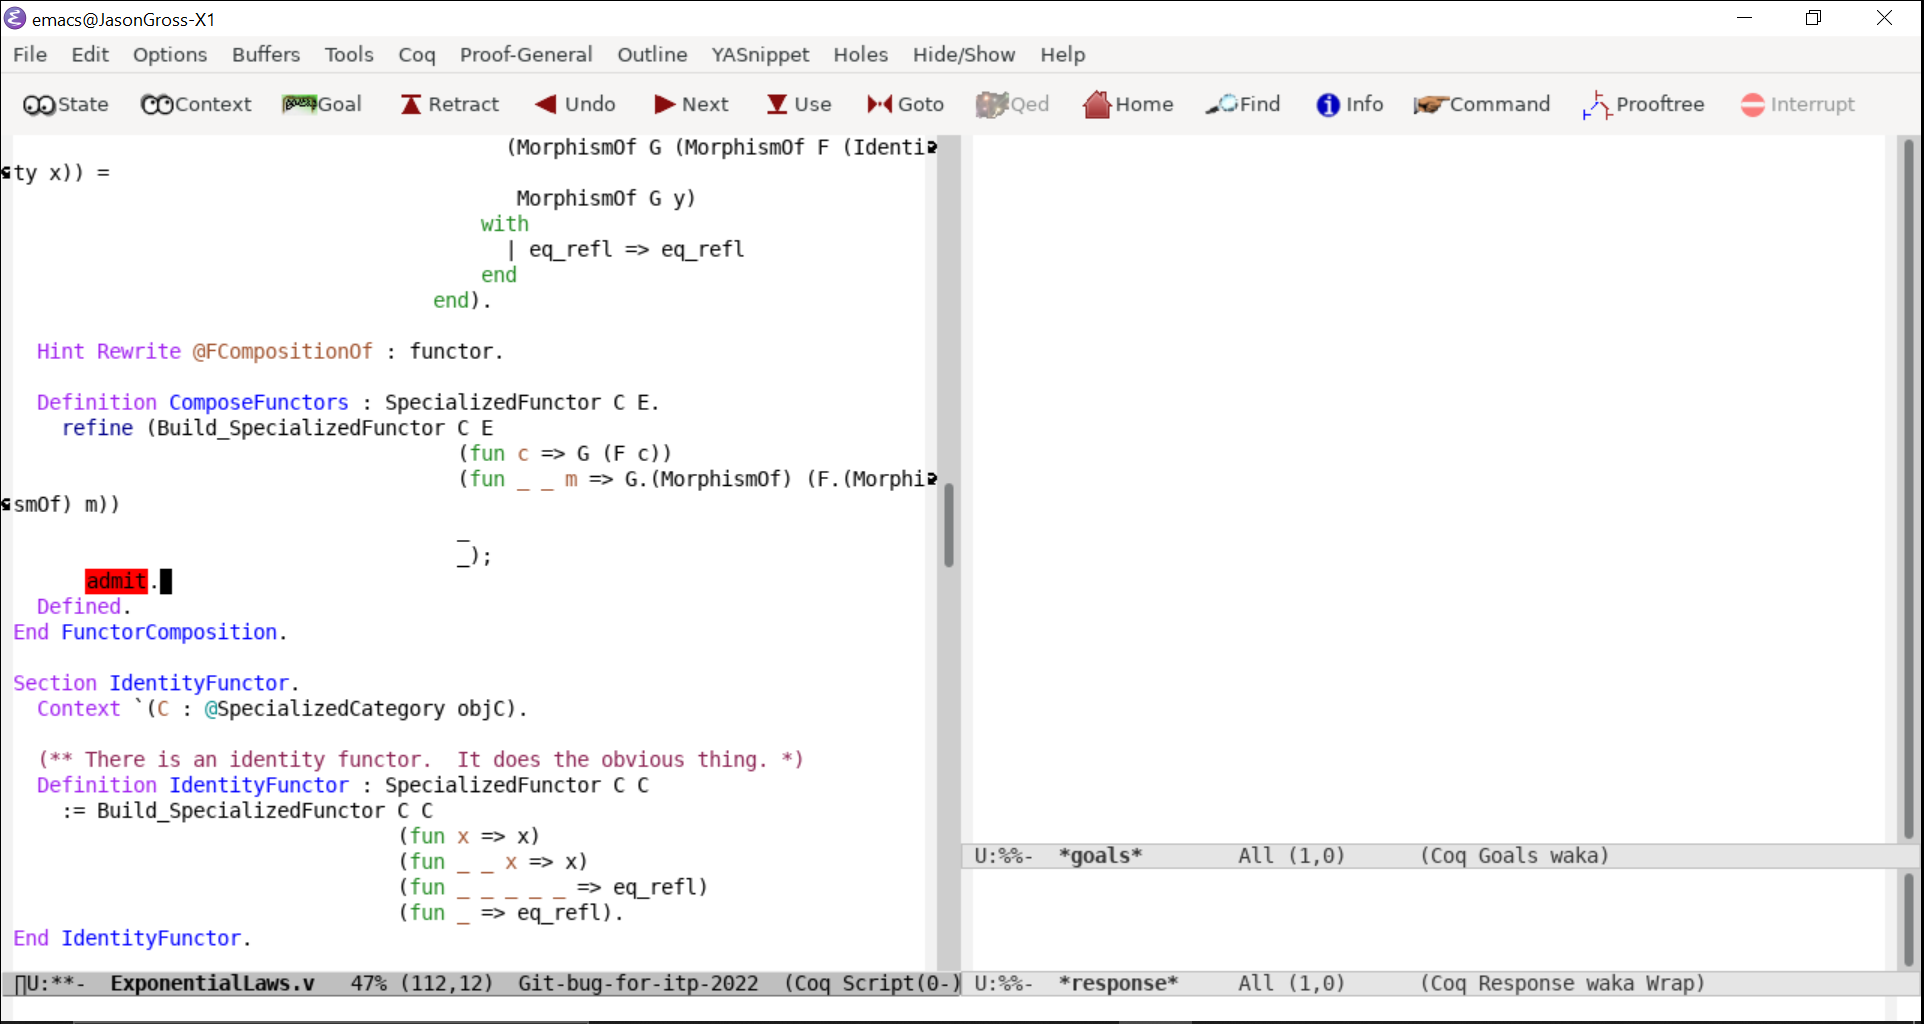 emacs@JasonGross-X1
File Edit Options Buffers Tools Coq Proof-General Outline YASnippet Holes Hide/Show Help
State Context Goal Retract Undo Next Use Goto Qed Home Find Info Command Prooftree Interrupt
(MorphismOf G (MorphismOf F (Identi
ty x)) =
MorphismOf G y)
with
| eq_refl => eq_refl
end
end).
Hint Rewrite @FCompositionOf : functor.
Definition ComposeFunctors : SpecializedFunctor C E.
refine (Build_SpecializedFunctor C E
(fun c => G (F c))
(fun _ _ m => G.(MorphismOf) (F.(Morphi
smOf) m))
_
_);
admit.
Defined.
End FunctorComposition.
Section IdentityFunctor.
Context `(C : @SpecializedCategory objC).
(** There is an identity functor.  It does the obvious thing. *)
Definition IdentityFunctor : SpecializedFunctor C C
:= Build_SpecializedFunctor C C
(fun x => x)
(fun _ _ x => x)
(fun _ _ _ _ _ => eq_refl)
(fun _ => eq_refl).
End IdentityFunctor.
U:**-  ExponentialLaws.v   47% (112,12)  Git-bug-for-itp-2022  (Coq Script(0-)
U:%%-  *goals*        All (1,0)      (Coq Goals waka)
U:%%-  *response*     All (1,0)      (Coq Response waka Wrap)